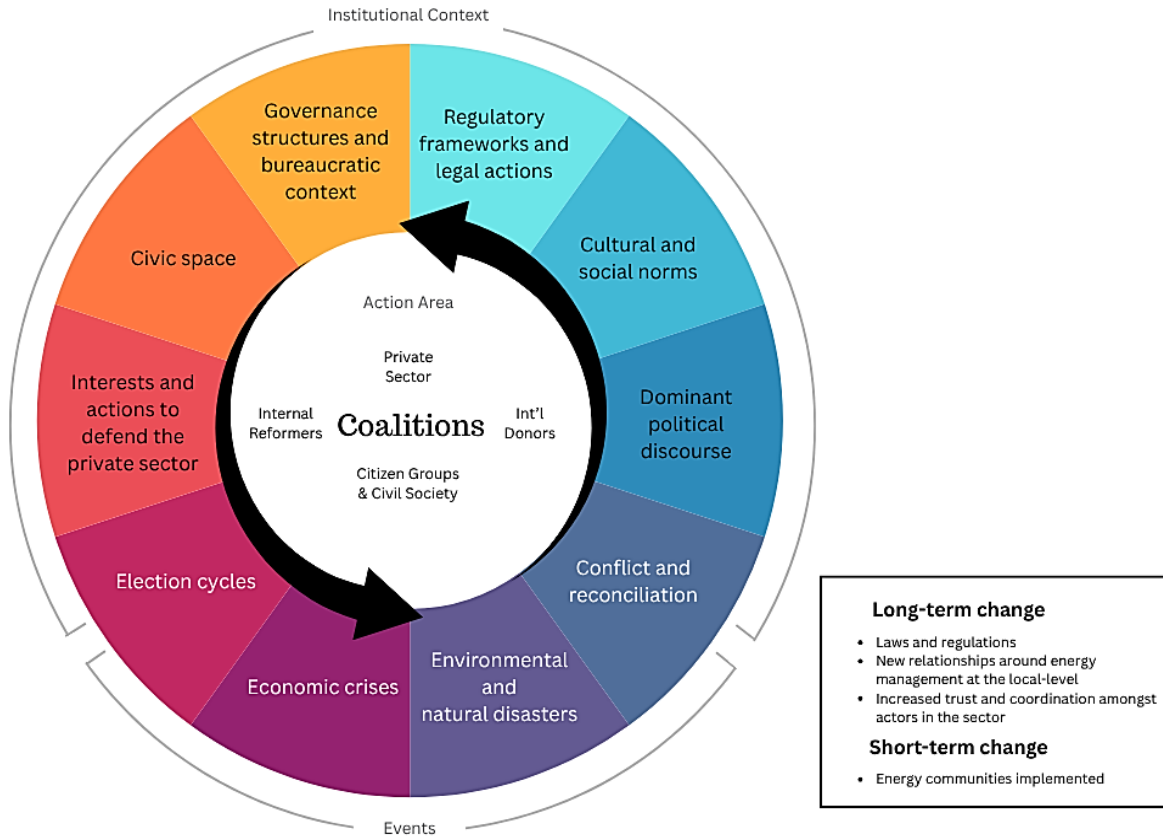 Institutional Context
Governance
structures and
bureaucratic
context
Regulatory
frameworks and
legal actions
Cultural and
social norms
Dominant
political
discourse
Conflict and
reconciliation
Environmental
and
natural disasters
Economic crises
Election cycles
Interests and
actions to
defend the
private sector
Civic space
Action Area
Private
Sector
Internal
Reformers
Coalitions
Int'l
Donors
Citizen Groups
& Civil Society
Events
Long-term change
• Laws and regulations
• New relationships around energy
management at the local-level
• Increased trust and coordination amongst
actors in the sector
Short-term change
• Energy communities implemented